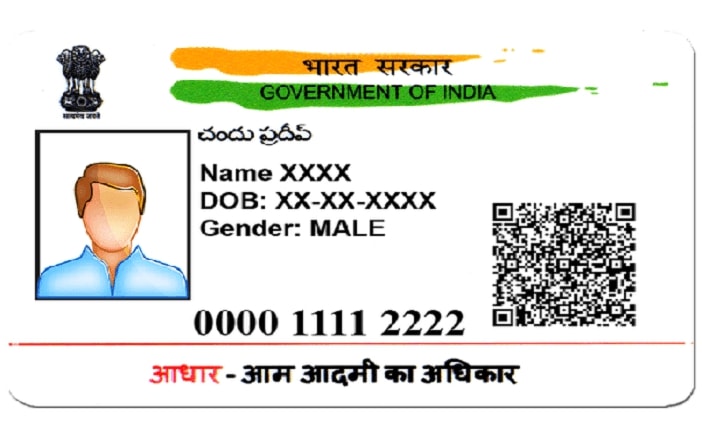 भारत सरकार
GOVERNMENT OF INDIA
सत्यमेव जयते
చందు ప్రదీప్
Name XXXX
DOB: XX-XX-XXXX
Gender: MALE
0000 1111 2222
आधार - आम आदमी का अधिकार